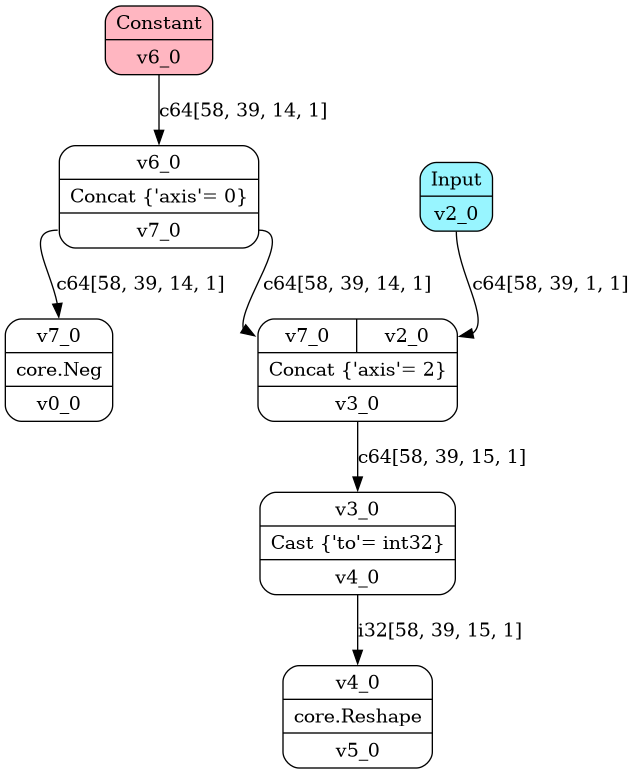 Constant
v6_0
c64[58, 39, 14, 1]
v6_0
Concat {'axis'= 0}
v7_0
Input
v2_0
c64[58, 39, 14, 1]
c64[58, 39, 14, 1]
c64[58, 39, 1, 1]
v7_0
core.Neg
v0_0
v7_0 v2_0
Concat {'axis'= 2}
v3_0
c64[58, 39, 15, 1]
v3_0
Cast {'to'= int32}
v4_0
i32[58, 39, 15, 1]
v4_0
core.Reshape
v5_0